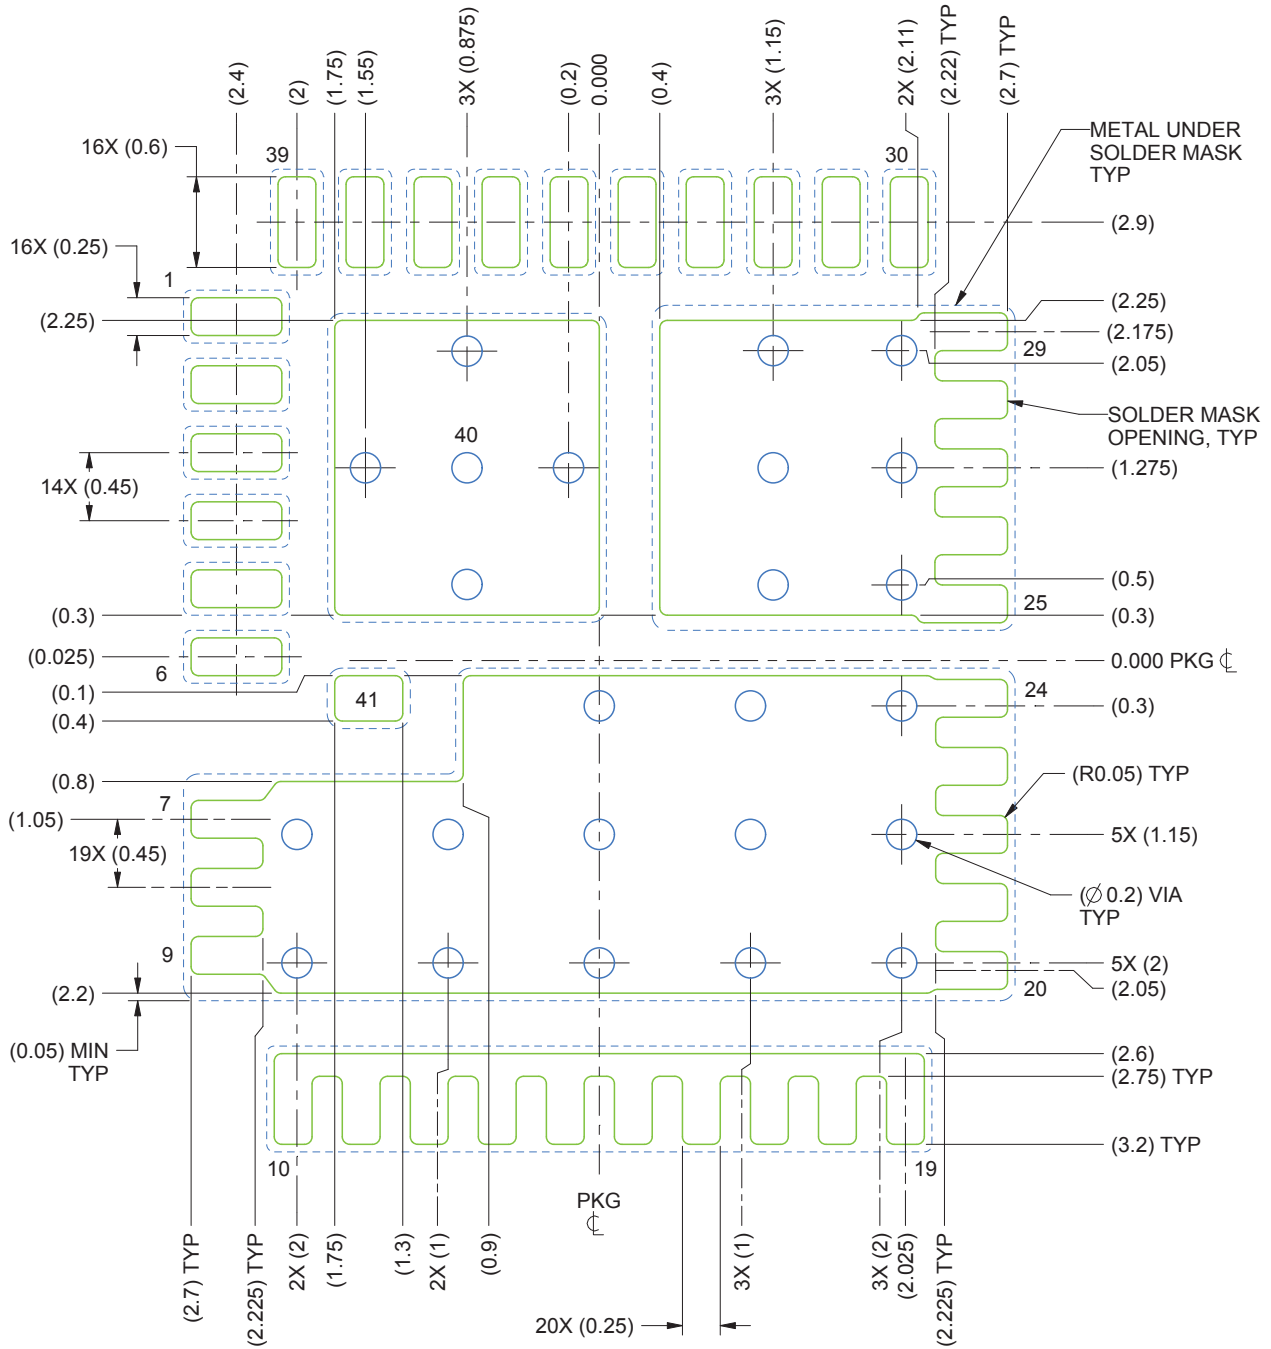 (2.4)
(2)
(1.75)
(1.55)
3X (0.875)
(0.2)
0.000
(0.4)
3X (1.15)
2X (2.11)
(2.22) TYP
(2.7) TYP
16X (0.6)
39
30
METAL UNDER
SOLDER MASK
TYP
(2.9)
16X (0.25)
1
(2.25)
(2.25)
(2.175)
29
(2.05)
SOLDER MASK
OPENING, TYP
40
(1.275)
14X (0.45)
(0.5)
25
(0.3)
(0.3)
(0.025)
6
0.000 PKG ℄
(0.1)
41
24
(0.4)
(0.3)
(0.8)
(R0.05) TYP
7
(1.05)
5X (1.15)
19X (0.45)
(Ø 0.2) VIA
TYP
9
5X (2)
(2.2)
20
(2.05)
(0.05) MIN
TYP
(2.6)
(2.75) TYP
(3.2) TYP
10
19
PKG
℄
(2.7) TYP
(2.225) TYP
2X (2)
(1.75)
(1.3)
2X (1)
(0.9)
3X (1)
3X (2)
(2.025)
(2.225) TYP
20X (0.25)